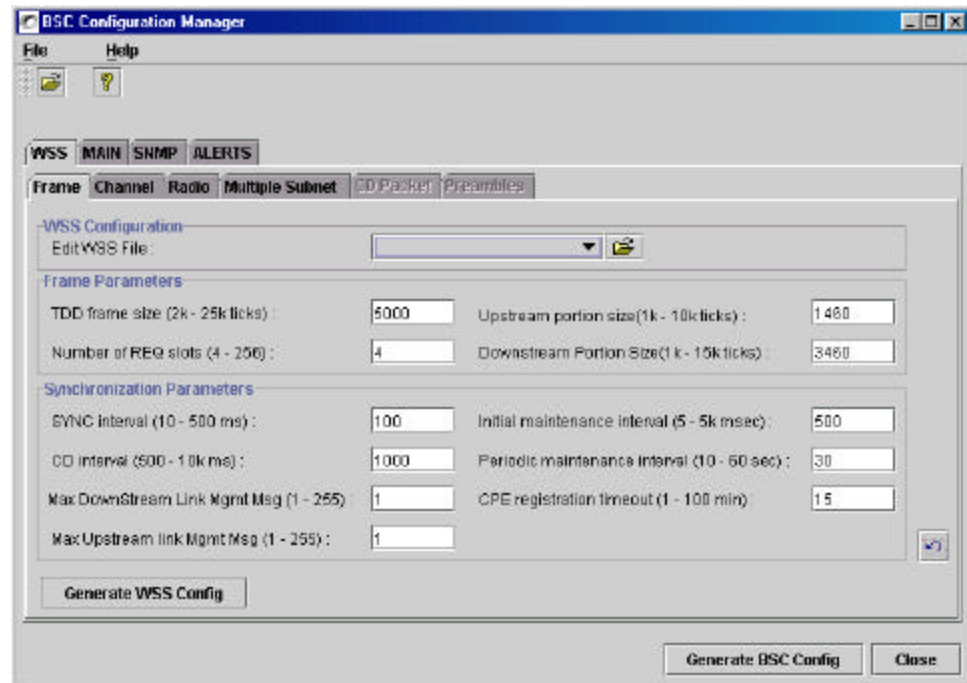 BSC Configuration Manager
File Help
WSS MAIN SNMP ALERTS
Frame Channel Radio Multiple Subnet CD Packet Preambles
WSS Configuration
Edit WSS File :
Frame Parameters
TDD frame size (2k - 25k ticks) : 5000 Upstream portion size(1k - 10k ticks) : 1460
Number of REQ slots (4 - 256) : 4 Downstream Portion Size(1k - 15k ticks) : 3460
Synchronization Parameters
SYNC interval (10 - 500 ms) : 100 Initial maintenance interval (5 - 5k msec) : 500
CD interval (500 - 10k ms) : 1000 Periodic maintenance interval (10 - 60 sec) : 30
Max DownStream Link Mgmt Msg (1 - 255) : 1 CPE registration timeout (1 - 100 min) 15
Max Upstream link Mgmt Msg (1 - 255) : 1
Generate WSS Config
Generate BSC Config Close